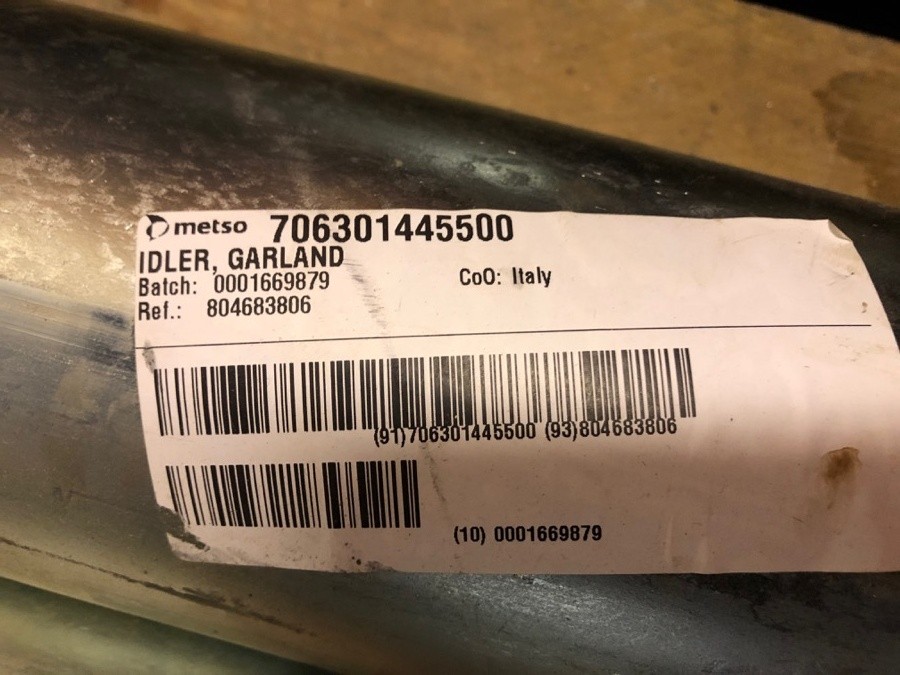 metso 706301445500
IDLER, GARLAND
Batch: 0001669879 CoO: Italy
Ref.: 804683806
(91)706301445500 (93)804683806
(10) 0001669879